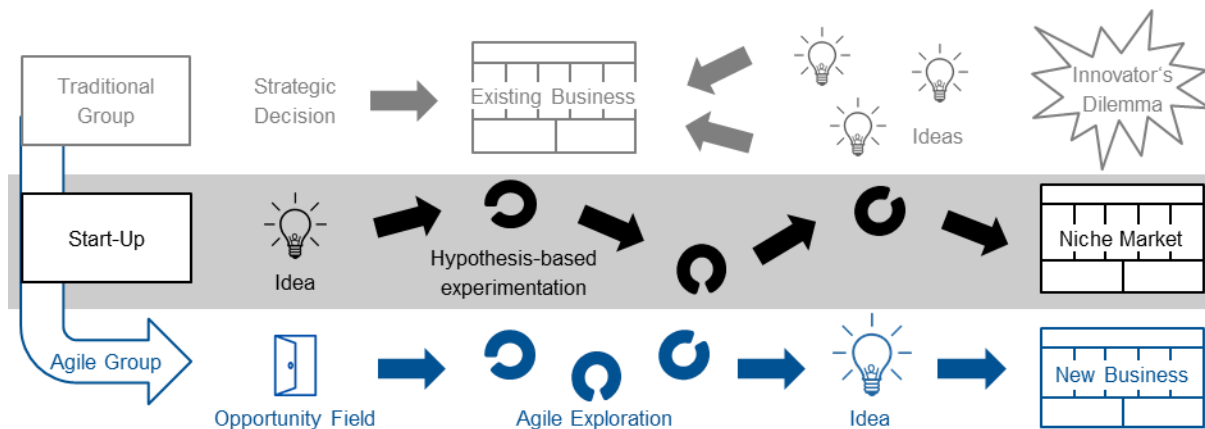 Traditional
Group
Strategic
Decision
Existing Business
Ideas
Innovator's
Dilemma
Start-Up
Idea
Hypothesis-based
experimentation
Niche Market
Agile Group
Opportunity Field
Agile Exploration
Idea
New Business